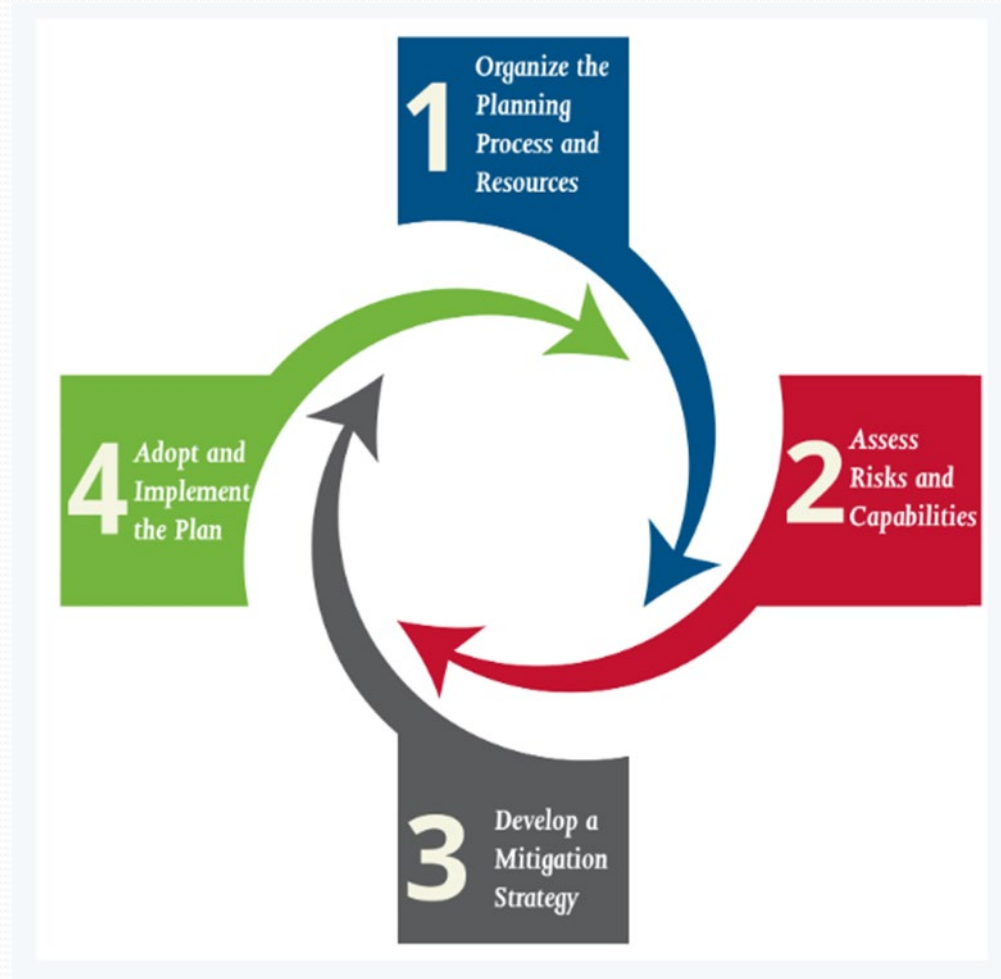 1
Organize the
Planning
Process and
Resources
2
Assess
Risks and
Capabilities
3
Develop a
Mitigation
Strategy
4
Adopt and
Implement
the Plan